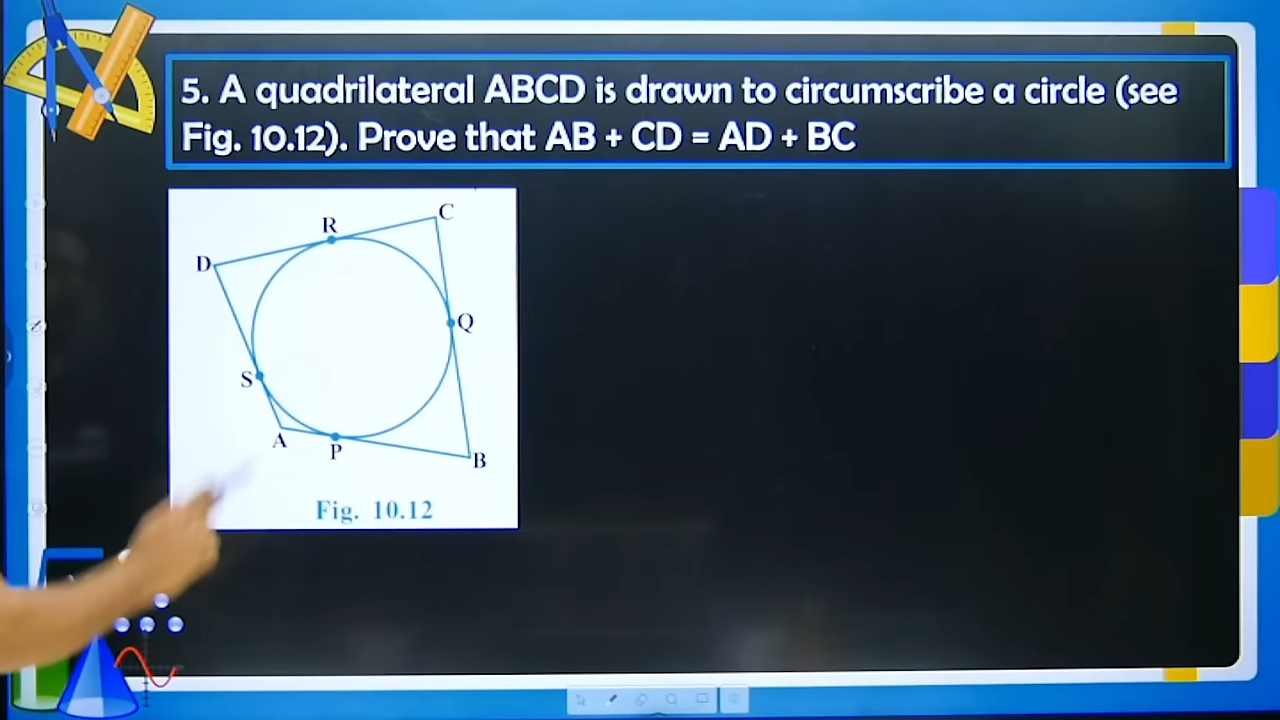 5. A quadrilateral ABCD is drawn to circumscribe a circle (see
Fig. 10.12). Prove that AB + CD = AD + BC
C
R
D
Q
S
A
P
B
Fig. 10.12